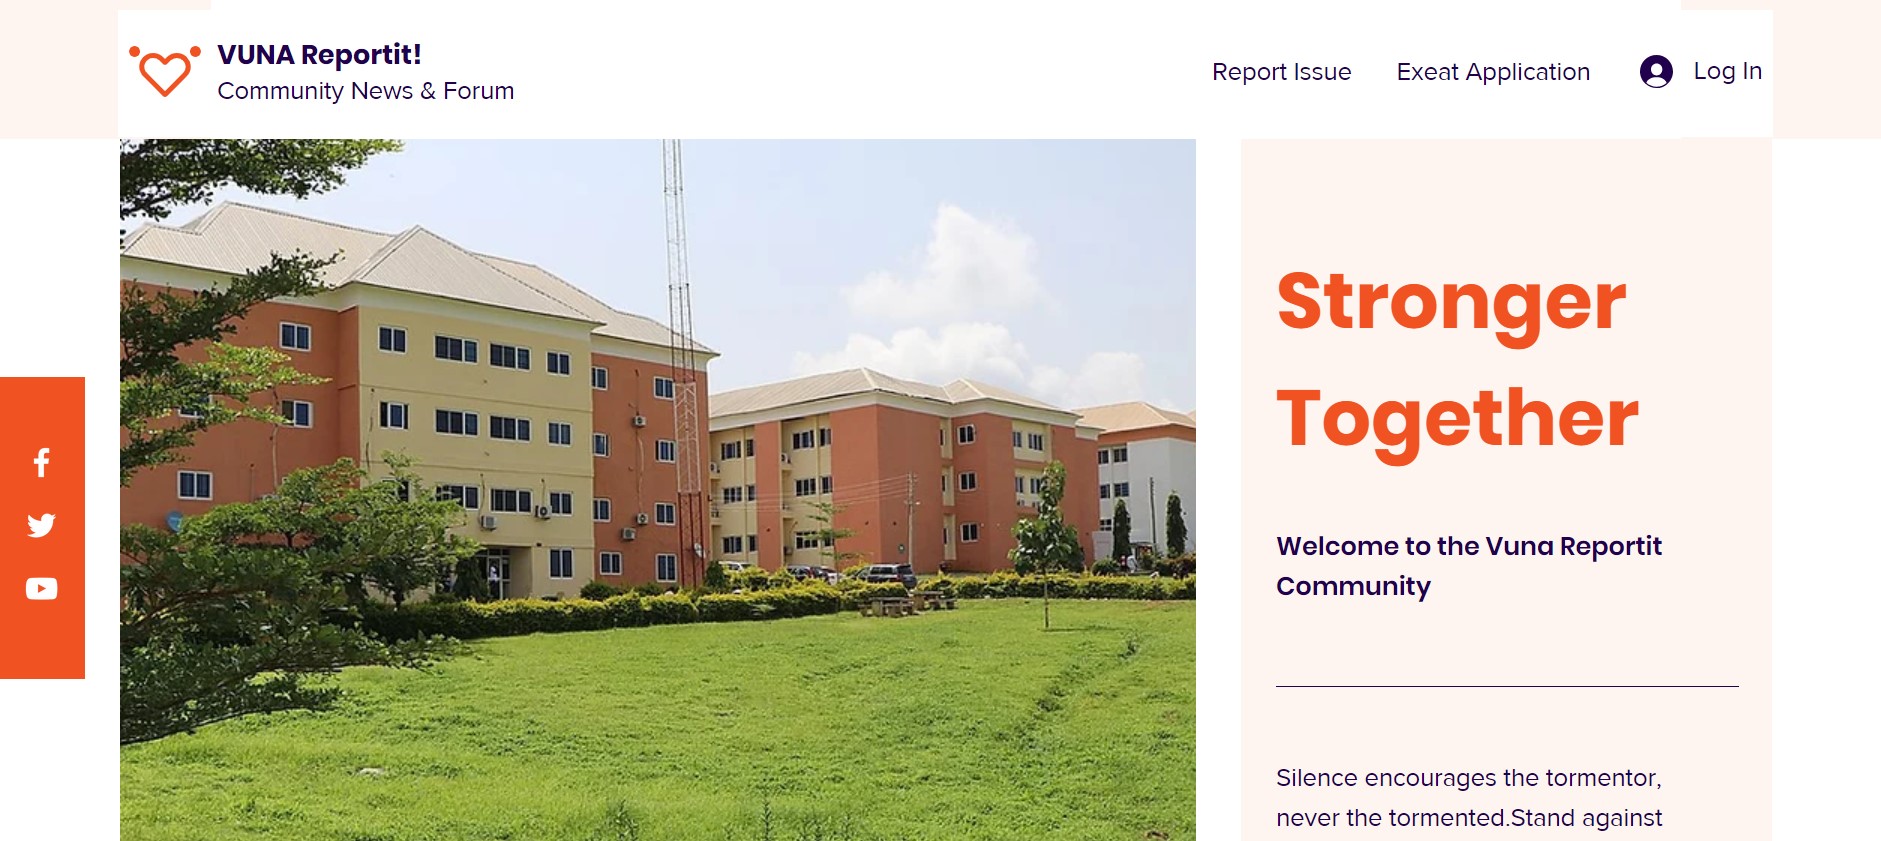 VUNA Reportit!
Community News & Forum
Report Issue
Exeat Application
Log In
Stronger
Together
Welcome to the Vuna Reportit
Community
Silence encourages the tormentor,
never the tormented.Stand against